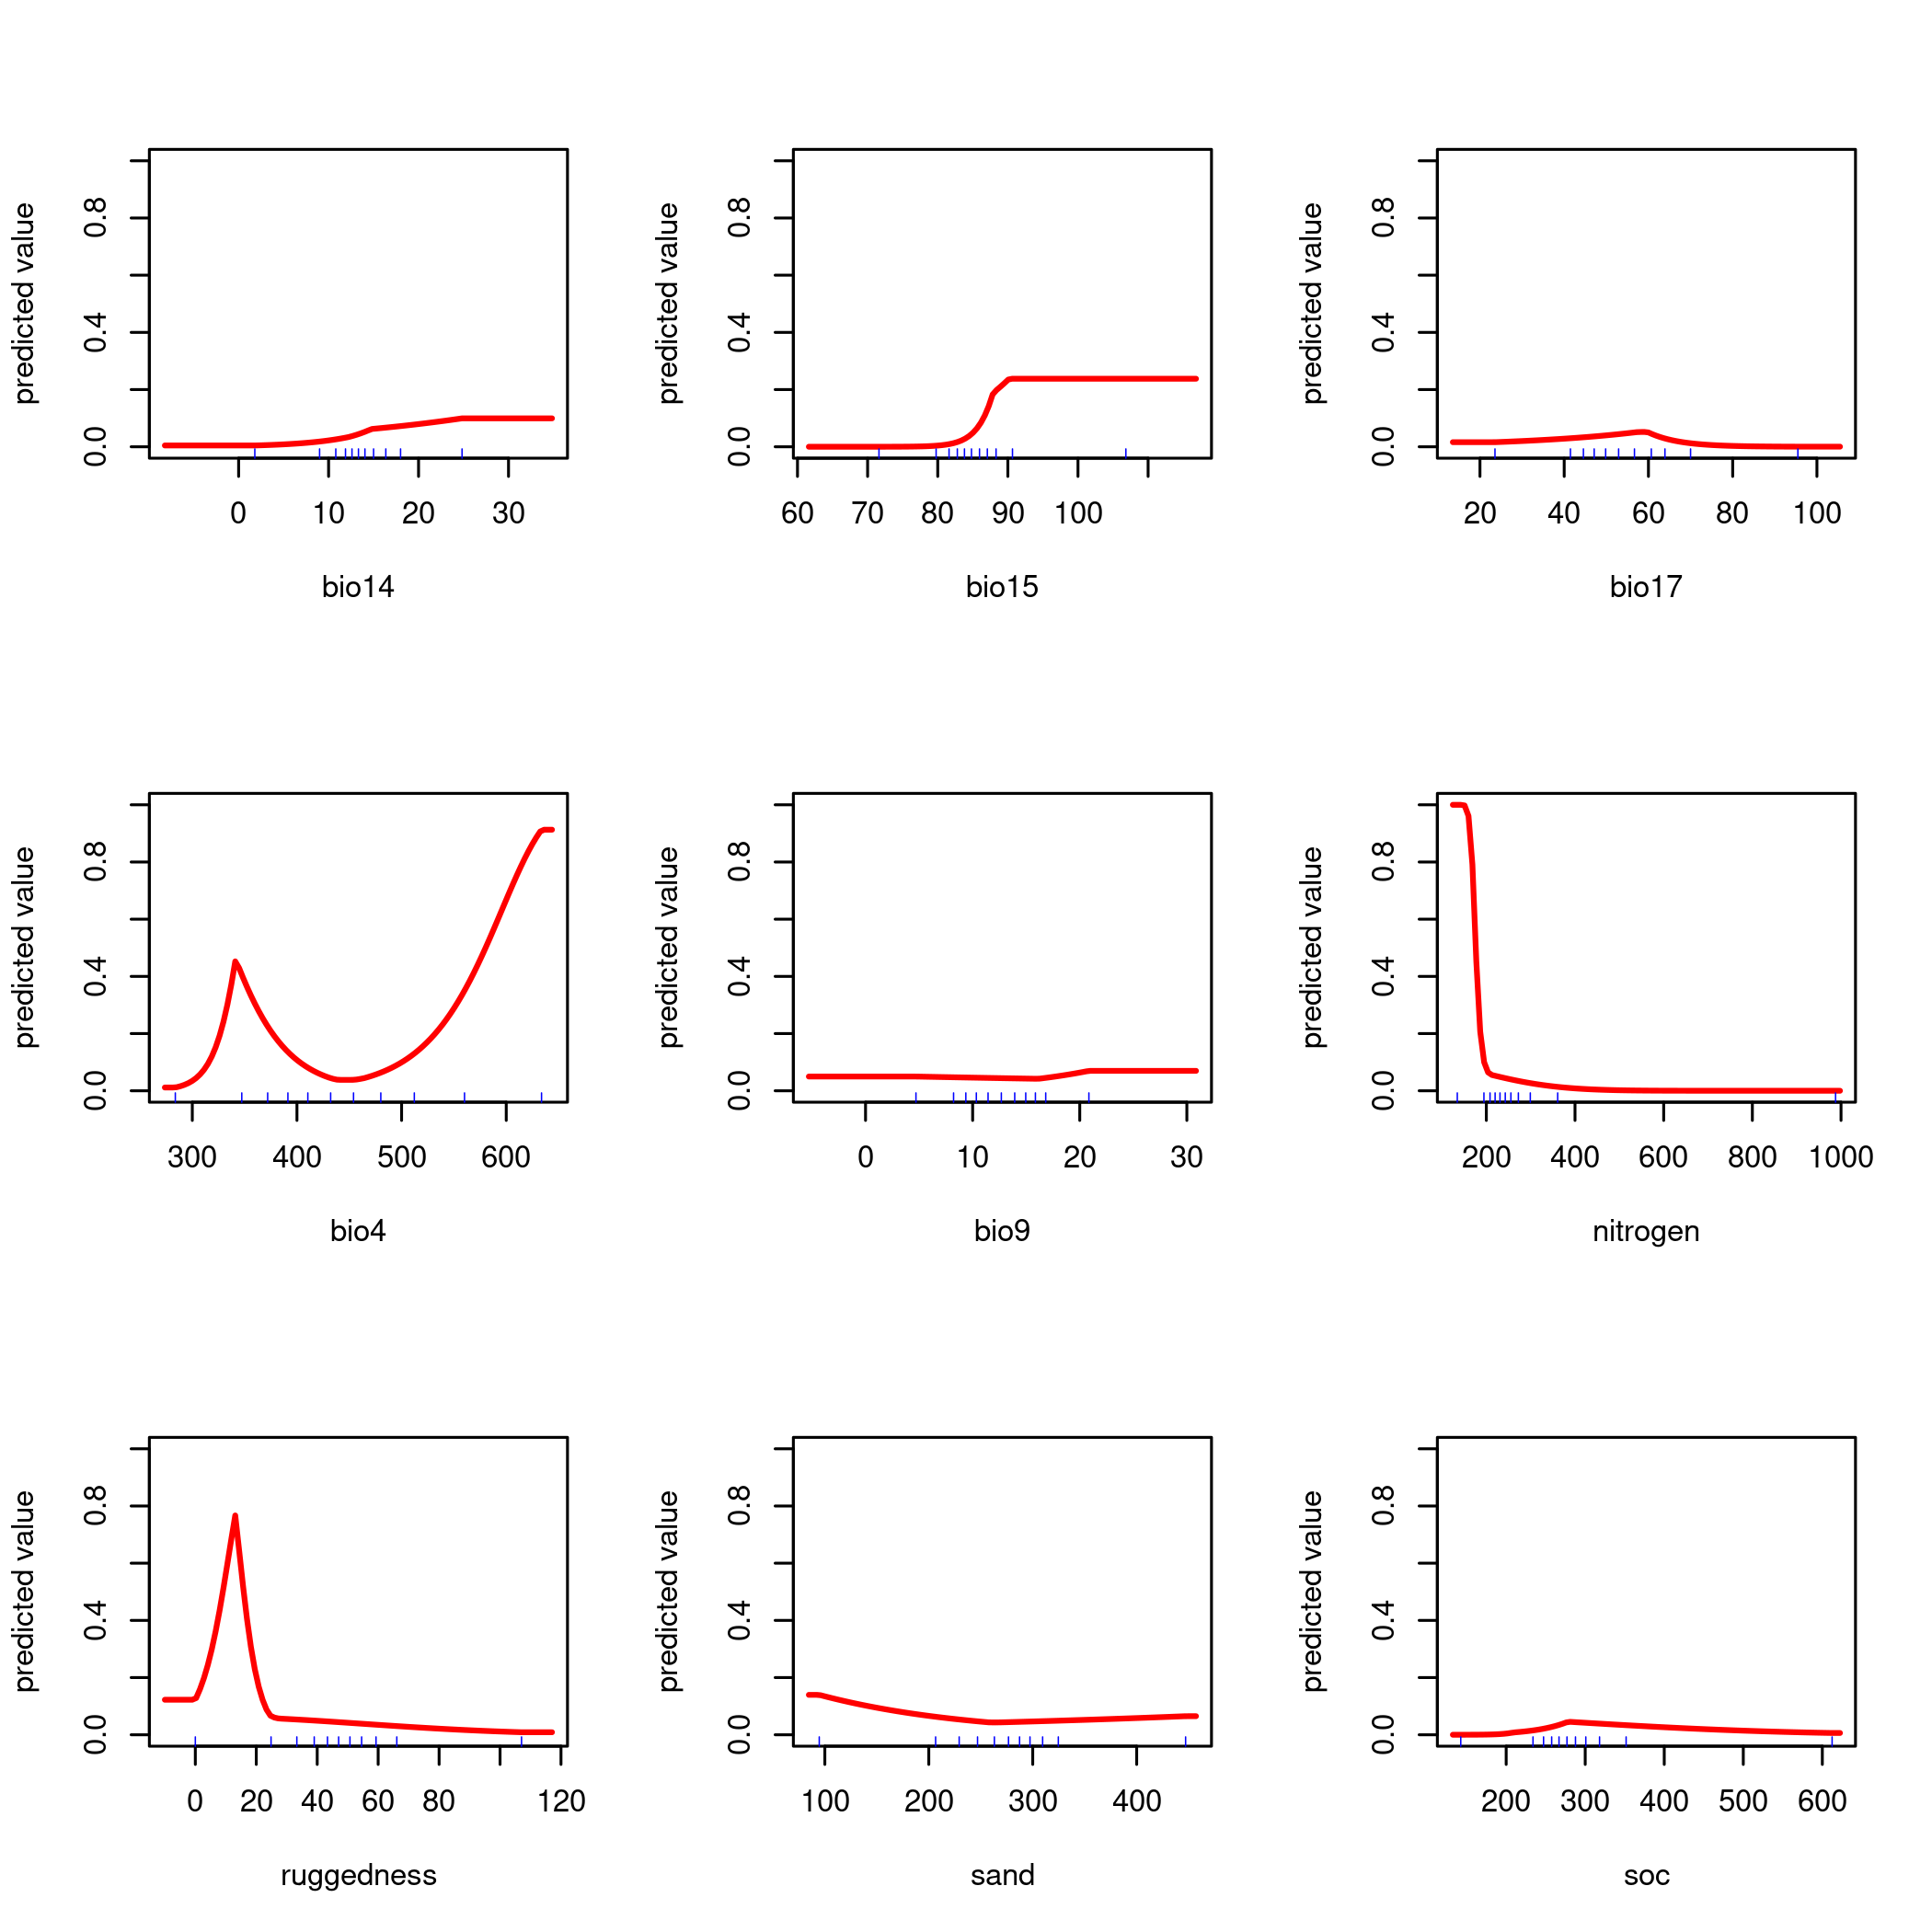 predicted value
0.0 0.4 0.8
0 10 20 30
bio14
predicted value
0.0 0.4 0.8
60 70 80 90 100
bio15
predicted value
0.0 0.4 0.8
20 40 60 80 100
bio17
predicted value
0.0 0.4 0.8
300 400 500 600
bio4
predicted value
0.0 0.4 0.8
0 10 20 30
bio9
predicted value
0.0 0.4 0.8
200 400 600 800 1000
nitrogen
predicted value
0.0 0.4 0.8
0 20 40 60 80 120
ruggedness
predicted value
0.0 0.4 0.8
100 200 300 400
sand
predicted value
0.0 0.4 0.8
200 300 400 500 600
soc